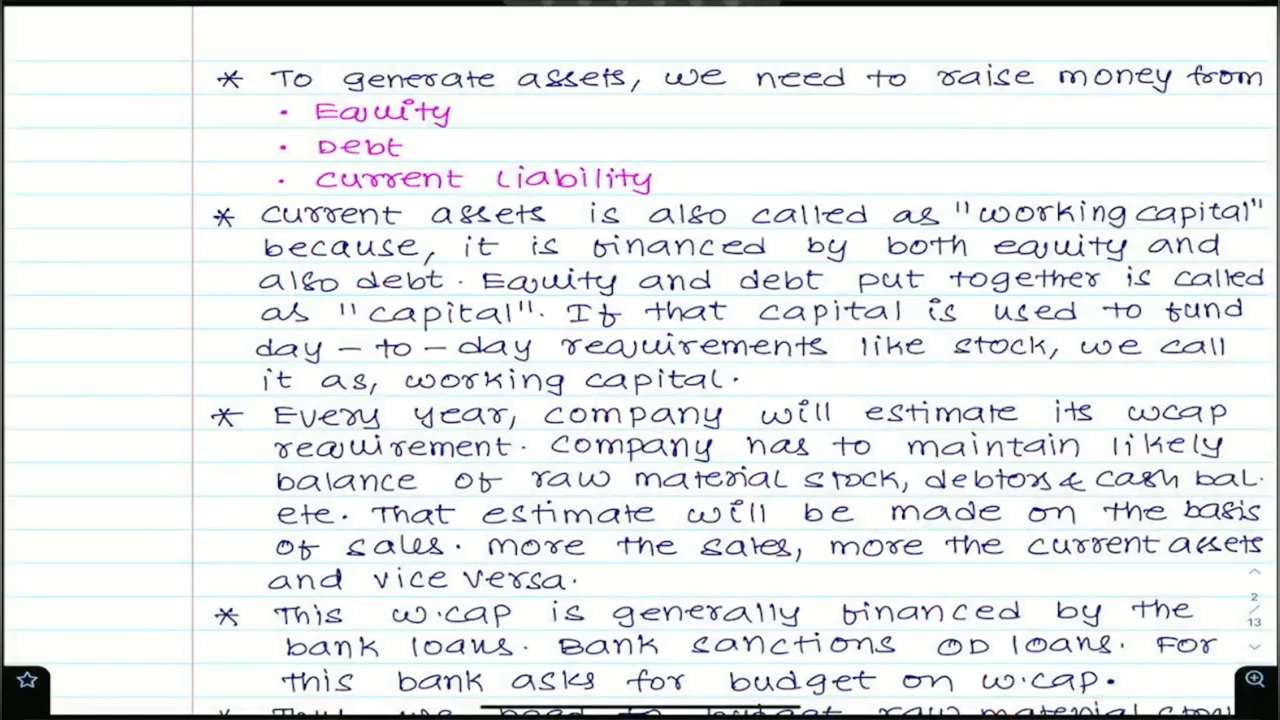 * To generate assets, we need to raise money from
· Equity
· Debt
· Current Liability
* Current assets is also called as "working capital"
because, it is financed by both equity and
also debt. Equity and debt put together is called
as "capital". If that capital is used to fund
day-to-day requirements like stock, we call
it as, working capital.
* Every year, company will estimate its wcap
requirement. Company has to maintain likely
balance of raw material stock, debtors & cash bal.
etc. That estimate will be made on the basis
of sales. More the sales, more the current assets
and vice versa.
* This w.cap is generally financed by the
bank loans. Bank sanctions OD loans. For
this bank asks for budget on w.cap.
* raw material
2
/
13